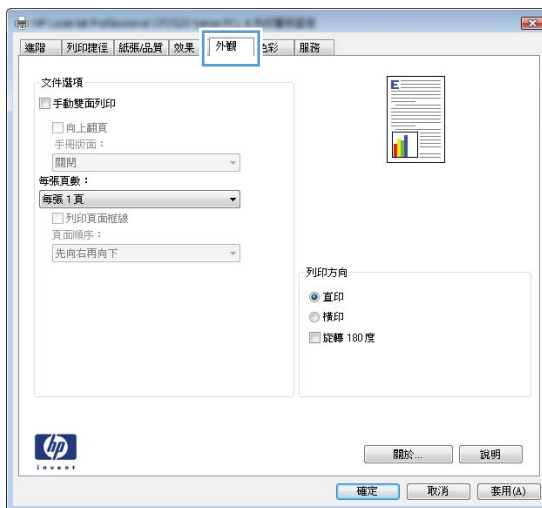 進階 列印捷徑 紙張/品質 效果 外觀 色彩 服務
文件選項
手動雙面列印
向上翻頁
手冊版面：
關閉
每張頁數：
每張 1 頁
列印頁面框線
頁面順序：
先向右再向下
E
列印方向
直印
橫印
旋轉 180 度
hp
invent
關於... 說明
確定 取消 套用(A)